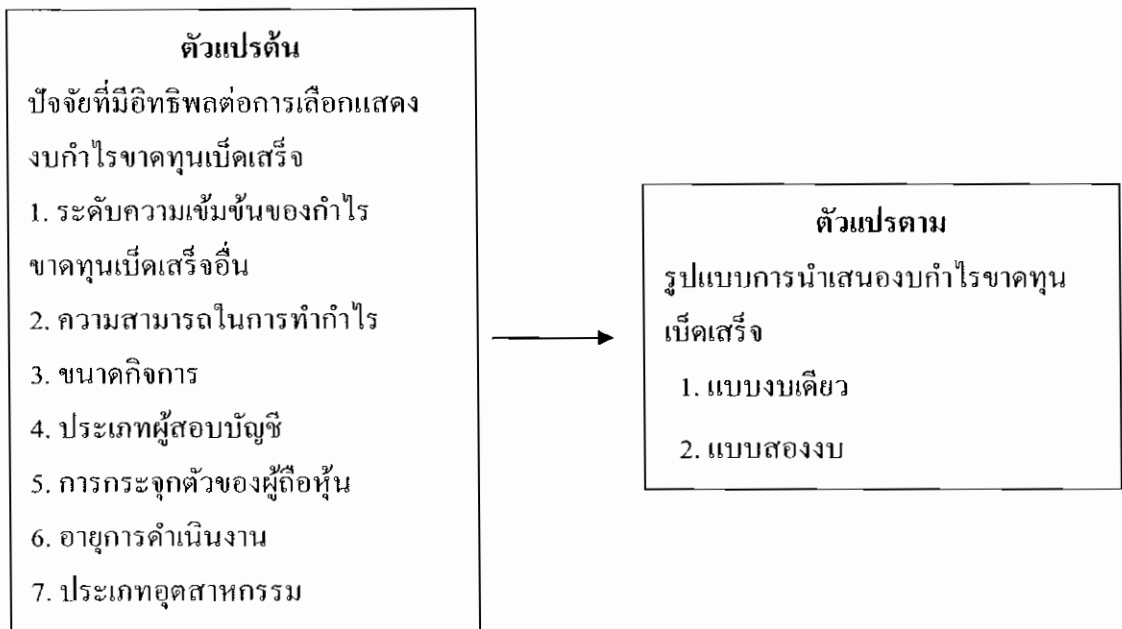 ตัวแปรต้น
ปัจจัยที่มีอิทธิพลต่อการเลือกแสดง
งบกำไรขาดทุนเบ็ดเสร็จ
1. ระดับความเข้มข้นของกำไร
ขาดทุนเบ็ดเสร็จอื่น
2. ความสามารถในการทำกำไร
3. ขนาดกิจการ
4. ประเภทผู้สอบบัญชี
5. การกระจุกตัวของผู้ถือหุ้น
6. อายุการดำเนินงาน
7. ประเภทอุตสาหกรรม
ตัวแปรตาม
รูปแบบการนำเสนองบกำไรขาดทุน
เบ็ดเสร็จ
1. แบบงบเดียว
2. แบบสองงบ